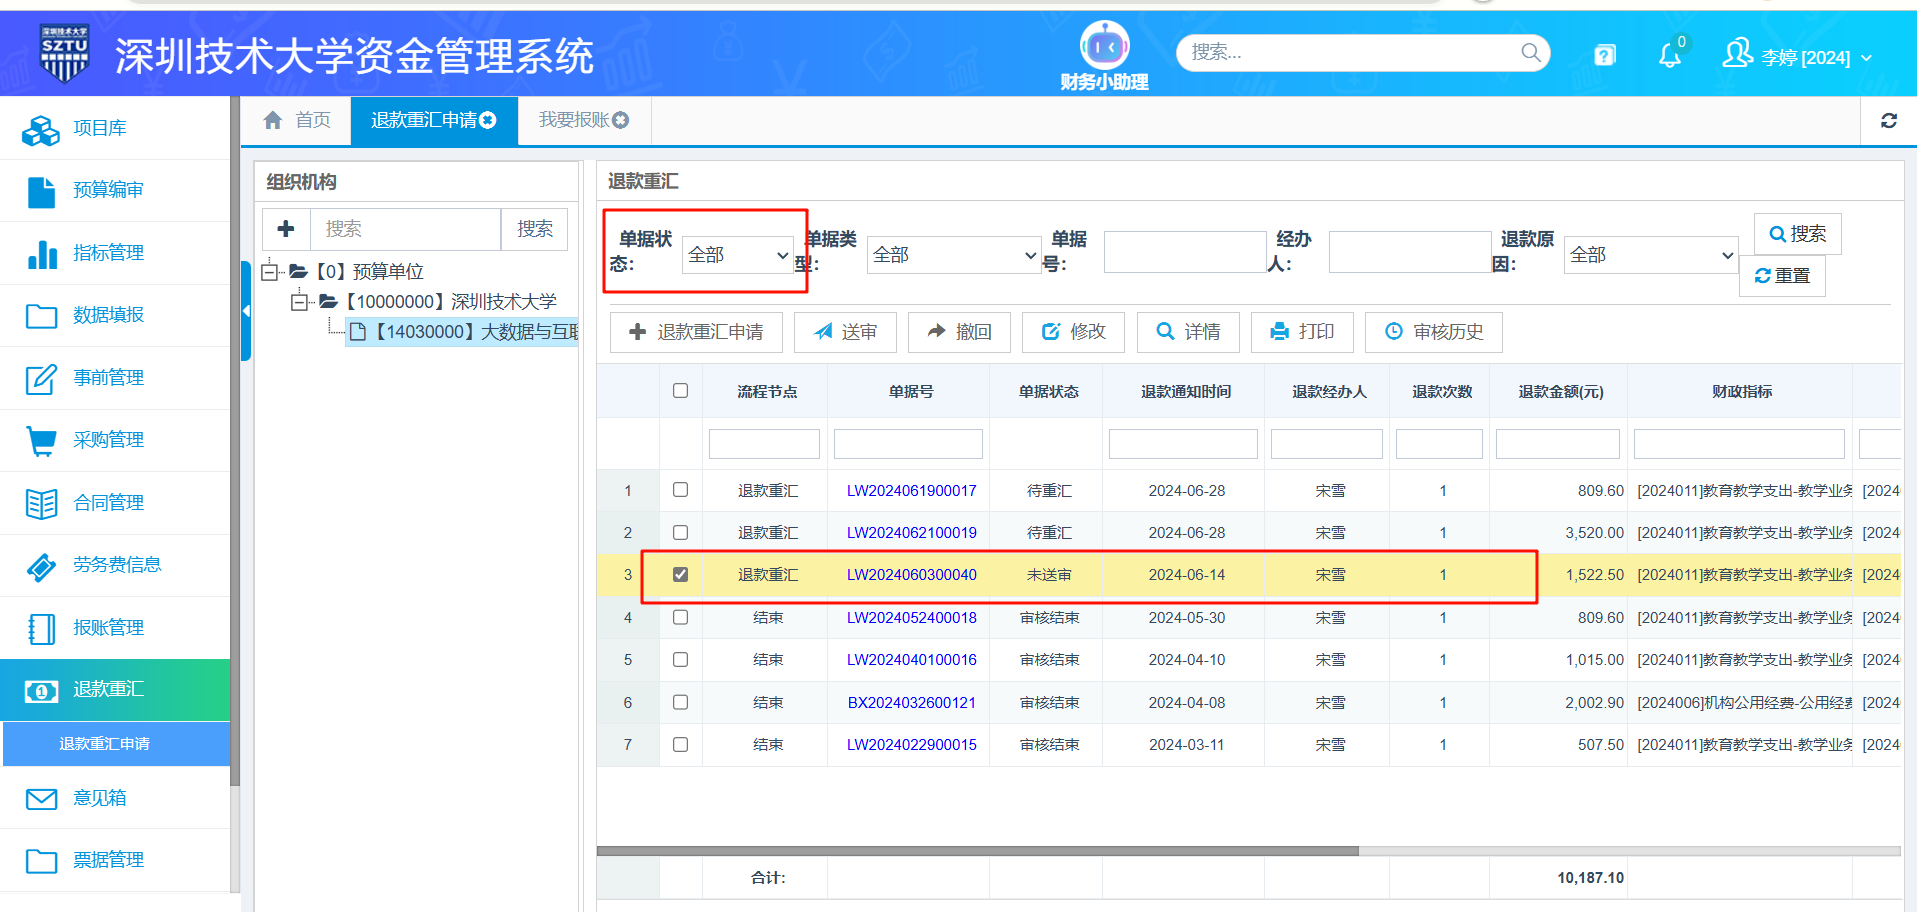 深圳技术大学
SZTU
深圳技术大学资金管理系统
财务小助理
搜索...
0
李婷 [2024]
项目库
预算编审
指标管理
数据填报
事前管理
采购管理
合同管理
劳务费信息
报账管理
退款重汇
退款重汇申请
意见箱
票据管理
首页
退款重汇申请
我要报账
组织机构
搜索
搜索
【0】预算单位
【10000000】深圳技术大学
【14030000】大数据与互联
退款重汇
单据状态： 全部 单据类型： 全部 单据号： 经办人： 退款原因： 全部
搜索
重置
退款重汇申请 送审 撤回 修改 详情 打印 审核历史
流程节点 单据号 单据状态 退款通知时间 退款经办人 退款次数 退款金额(元) 财政指标
1 退款重汇 LW2024061900017 待重汇 2024-06-28 宋雪 1 809.60 [2024011]教育教学支出-教学业务 [2024
2 退款重汇 LW2024062100019 待重汇 2024-06-28 宋雪 1 3,520.00 [2024011]教育教学支出-教学业务 [2024
3 退款重汇 LW2024060300040 未送审 2024-06-14 宋雪 1 1,522.50 [2024011]教育教学支出-教学业务 [2024
4 结束 LW2024052400018 审核结束 2024-05-30 宋雪 1 809.60 [2024011]教育教学支出-教学业务 [2024
5 结束 LW2024040100016 审核结束 2024-04-10 宋雪 1 1,015.00 [2024011]教育教学支出-教学业务 [2024
6 结束 BX2024032600121 审核结束 2024-04-08 宋雪 1 2,002.90 [2024006]机构公用经费-公用经费 [2024
7 结束 LW2024022900015 审核结束 2024-03-11 宋雪 1 507.50 [2024011]教育教学支出-教学业务 [2024
合计: 10,187.10